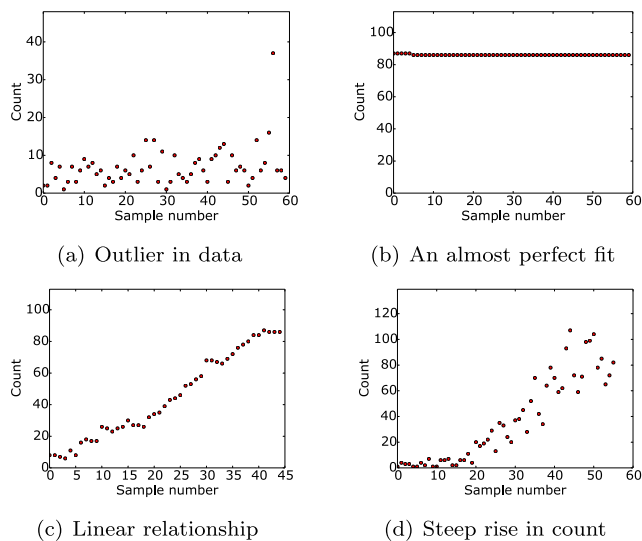 40
30
20
10
0
Count
0 10 20 30 40 50 60
Sample number
(a) Outlier in data
100
80
60
40
20
0
Count
0 10 20 30 40 50 60
Sample number
(b) An almost perfect fit
100
80
60
40
20
0
Count
0 5 10 15 20 25 30 35 40 45
Sample number
(c) Linear relationship
120
100
80
60
40
20
0
Count
0 10 20 30 40 50 60
Sample number
(d) Steep rise in count